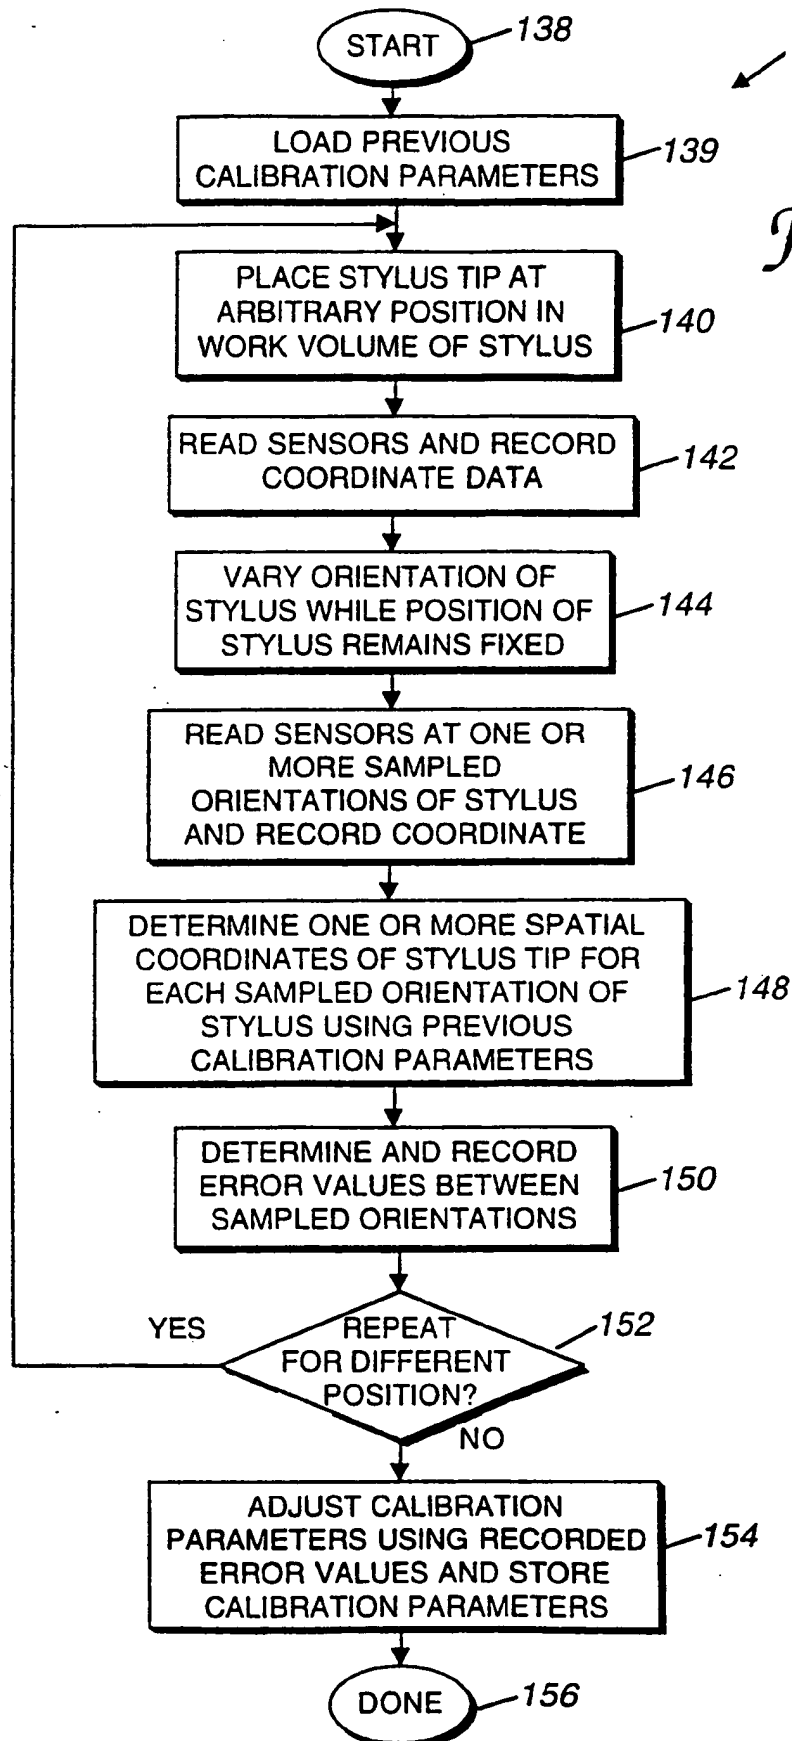 START
138
LOAD PREVIOUS
CALIBRATION PARAMETERS
139
PLACE STYLUS TIP AT
ARBITRARY POSITION IN
WORK VOLUME OF STYLUS
140
READ SENSORS AND RECORD
COORDINATE DATA
142
VARY ORIENTATION OF
STYLUS WHILE POSITION OF
STYLUS REMAINS FIXED
144
READ SENSORS AT ONE OR
MORE SAMPLED
ORIENTATIONS OF STYLUS
AND RECORD COORDINATE
146
DETERMINE ONE OR MORE SPATIAL
COORDINATES OF STYLUS TIP FOR
EACH SAMPLED ORIENTATION OF
STYLUS USING PREVIOUS
CALIBRATION PARAMETERS
148
DETERMINE AND RECORD
ERROR VALUES BETWEEN
SAMPLED ORIENTATIONS
150
YES
REPEAT
FOR DIFFERENT
POSITION?
152
NO
ADJUST CALIBRATION
PARAMETERS USING RECORDED
ERROR VALUES AND STORE
CALIBRATION PARAMETERS
154
DONE
156